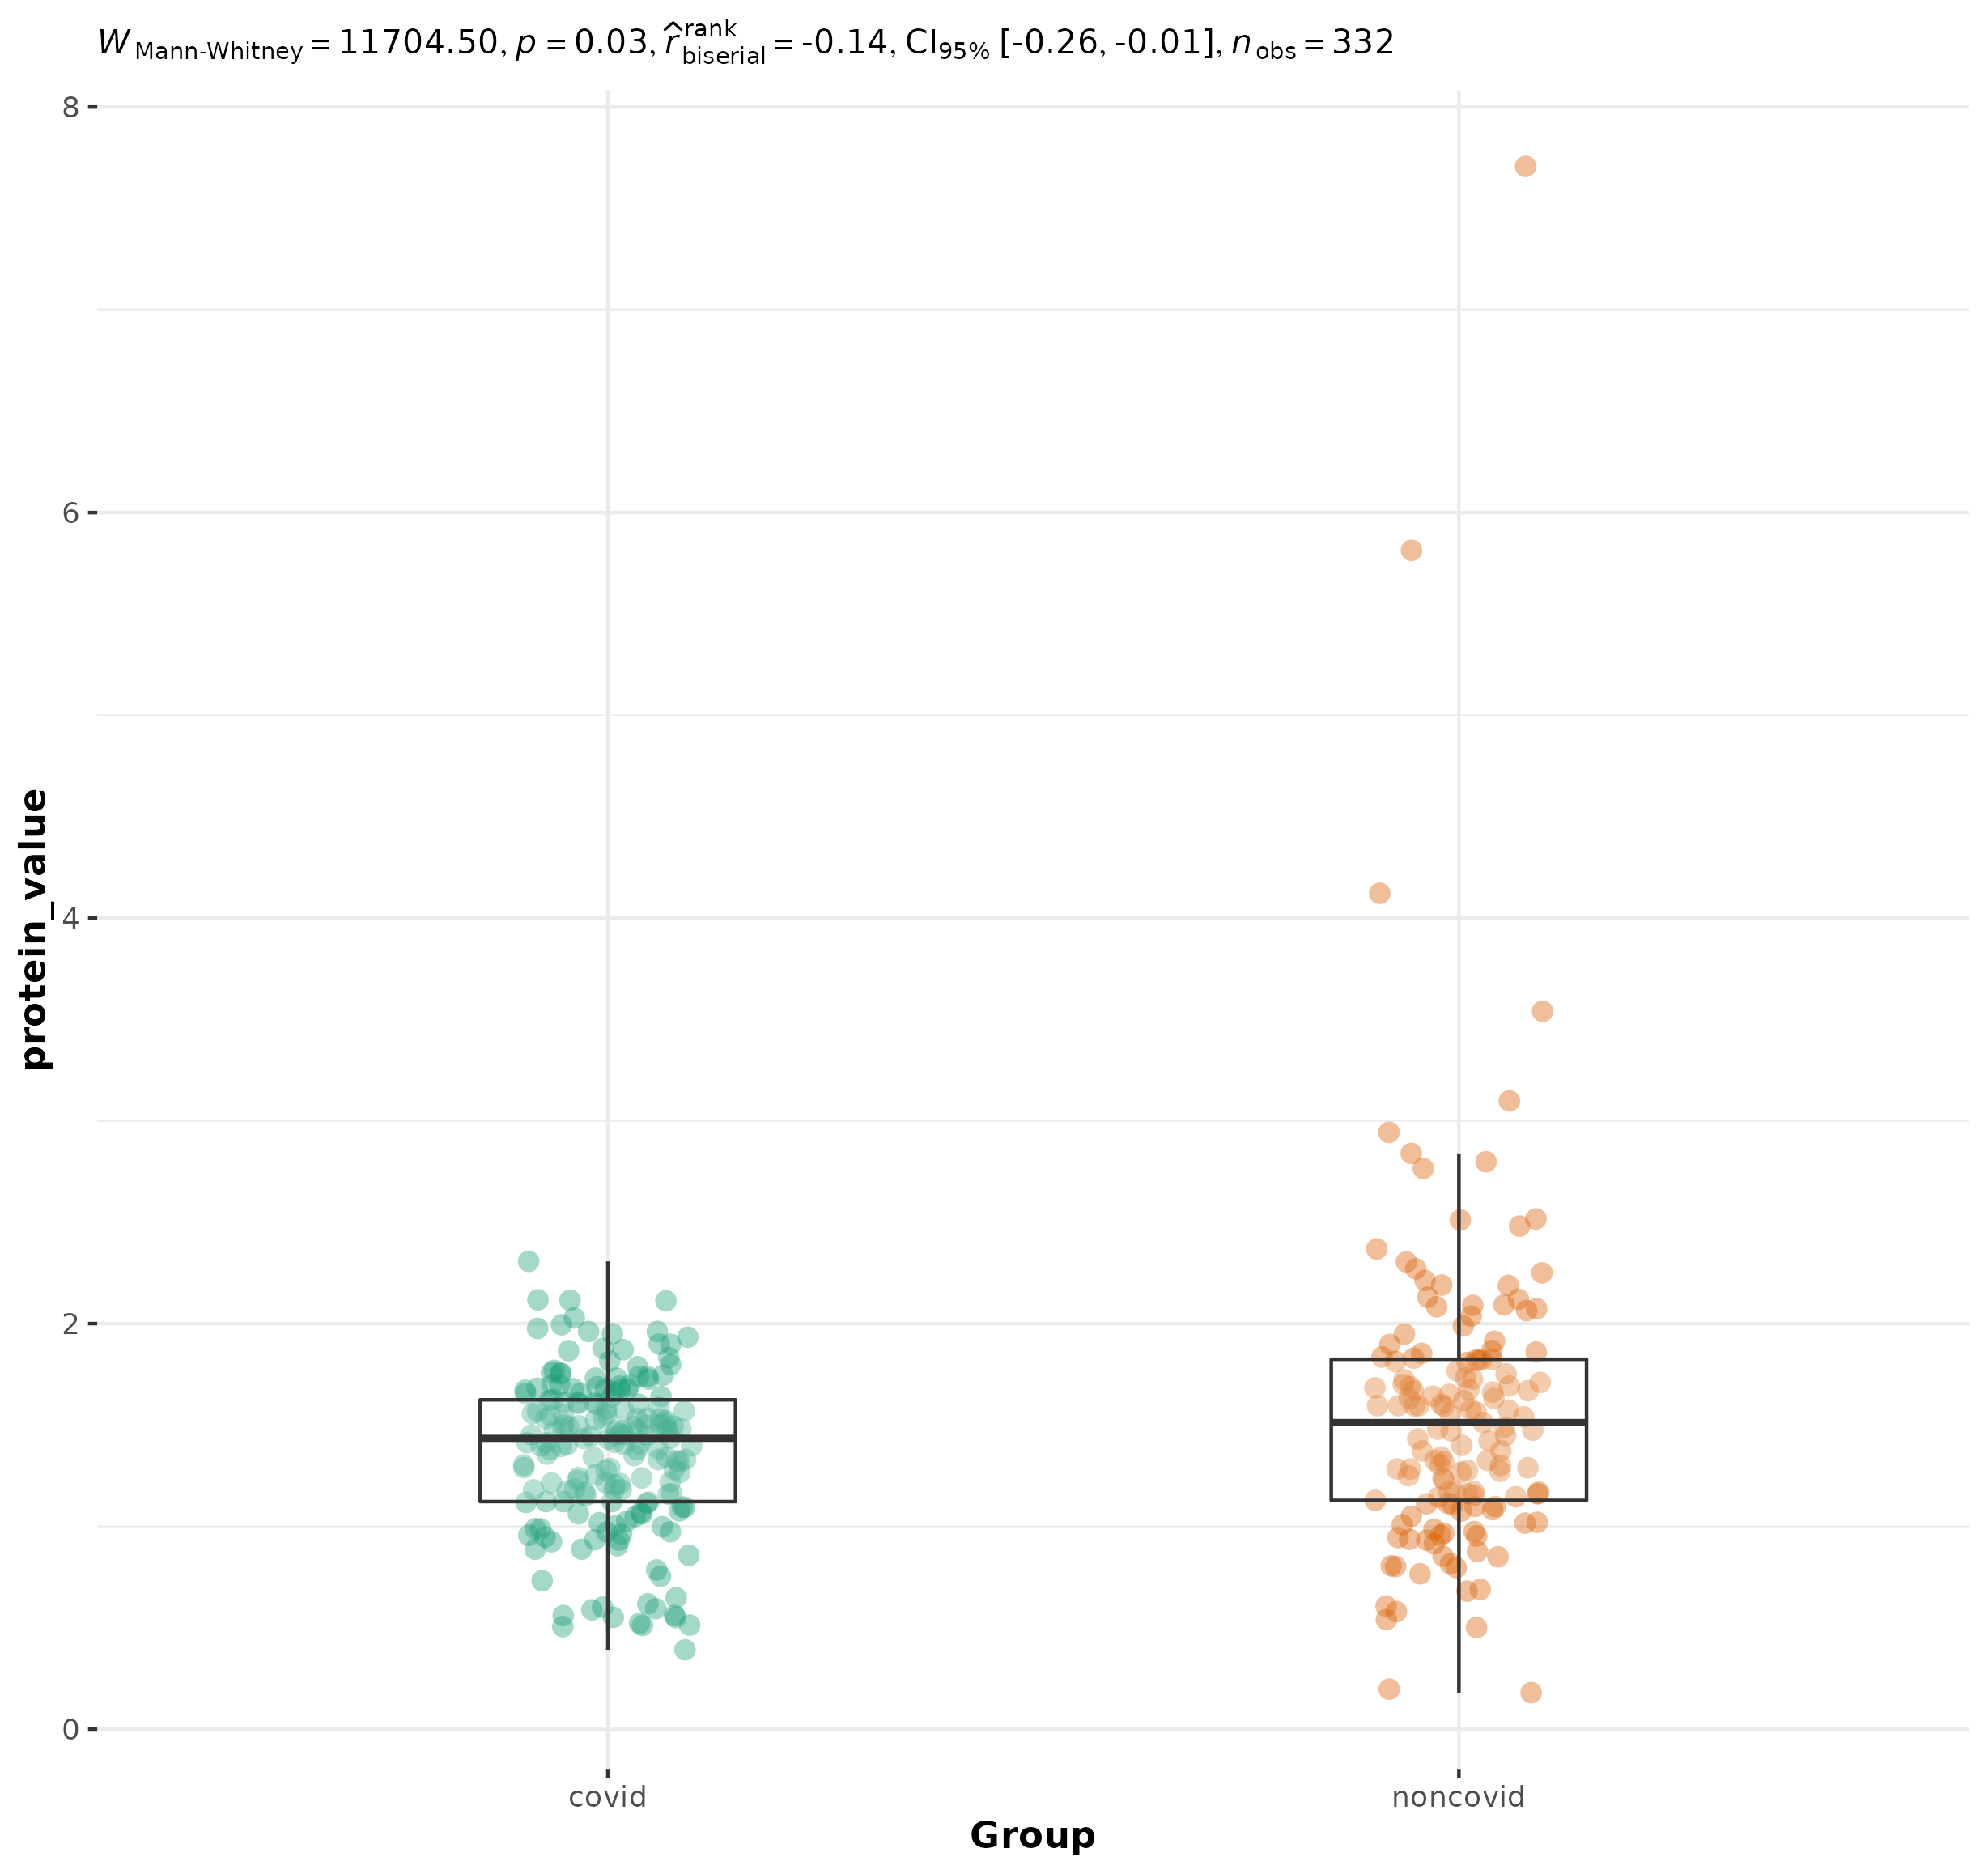 W Mann-Whitney = 11704.50, p = 0.03, r̂ rank biserial = -0.14, CI95% [-0.26, -0.01], n obs = 332
8
6
4
2
0
protein_value
covid noncovid
Group